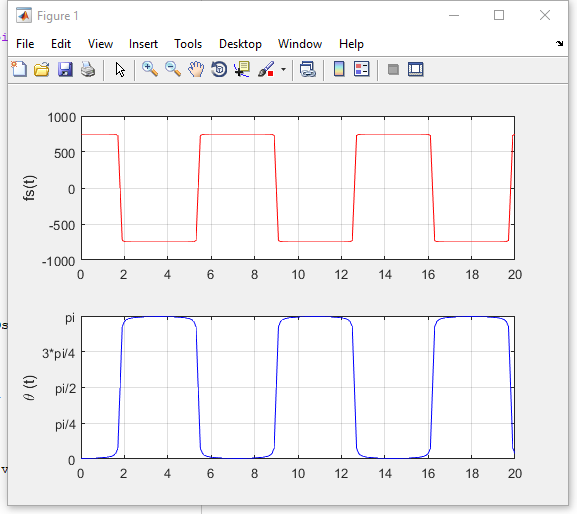 Figure 1
pi
File Edit View Insert Tools Desktop Window Help
1000
500
0
-500
-1000
fs(t)
0 2 4 6 8 10 12 14 16 18 20
pi
3*pi/4
pi/2
pi/4
0
θ (t)
0 2 4 6 8 10 12 14 16 18 20
s
v